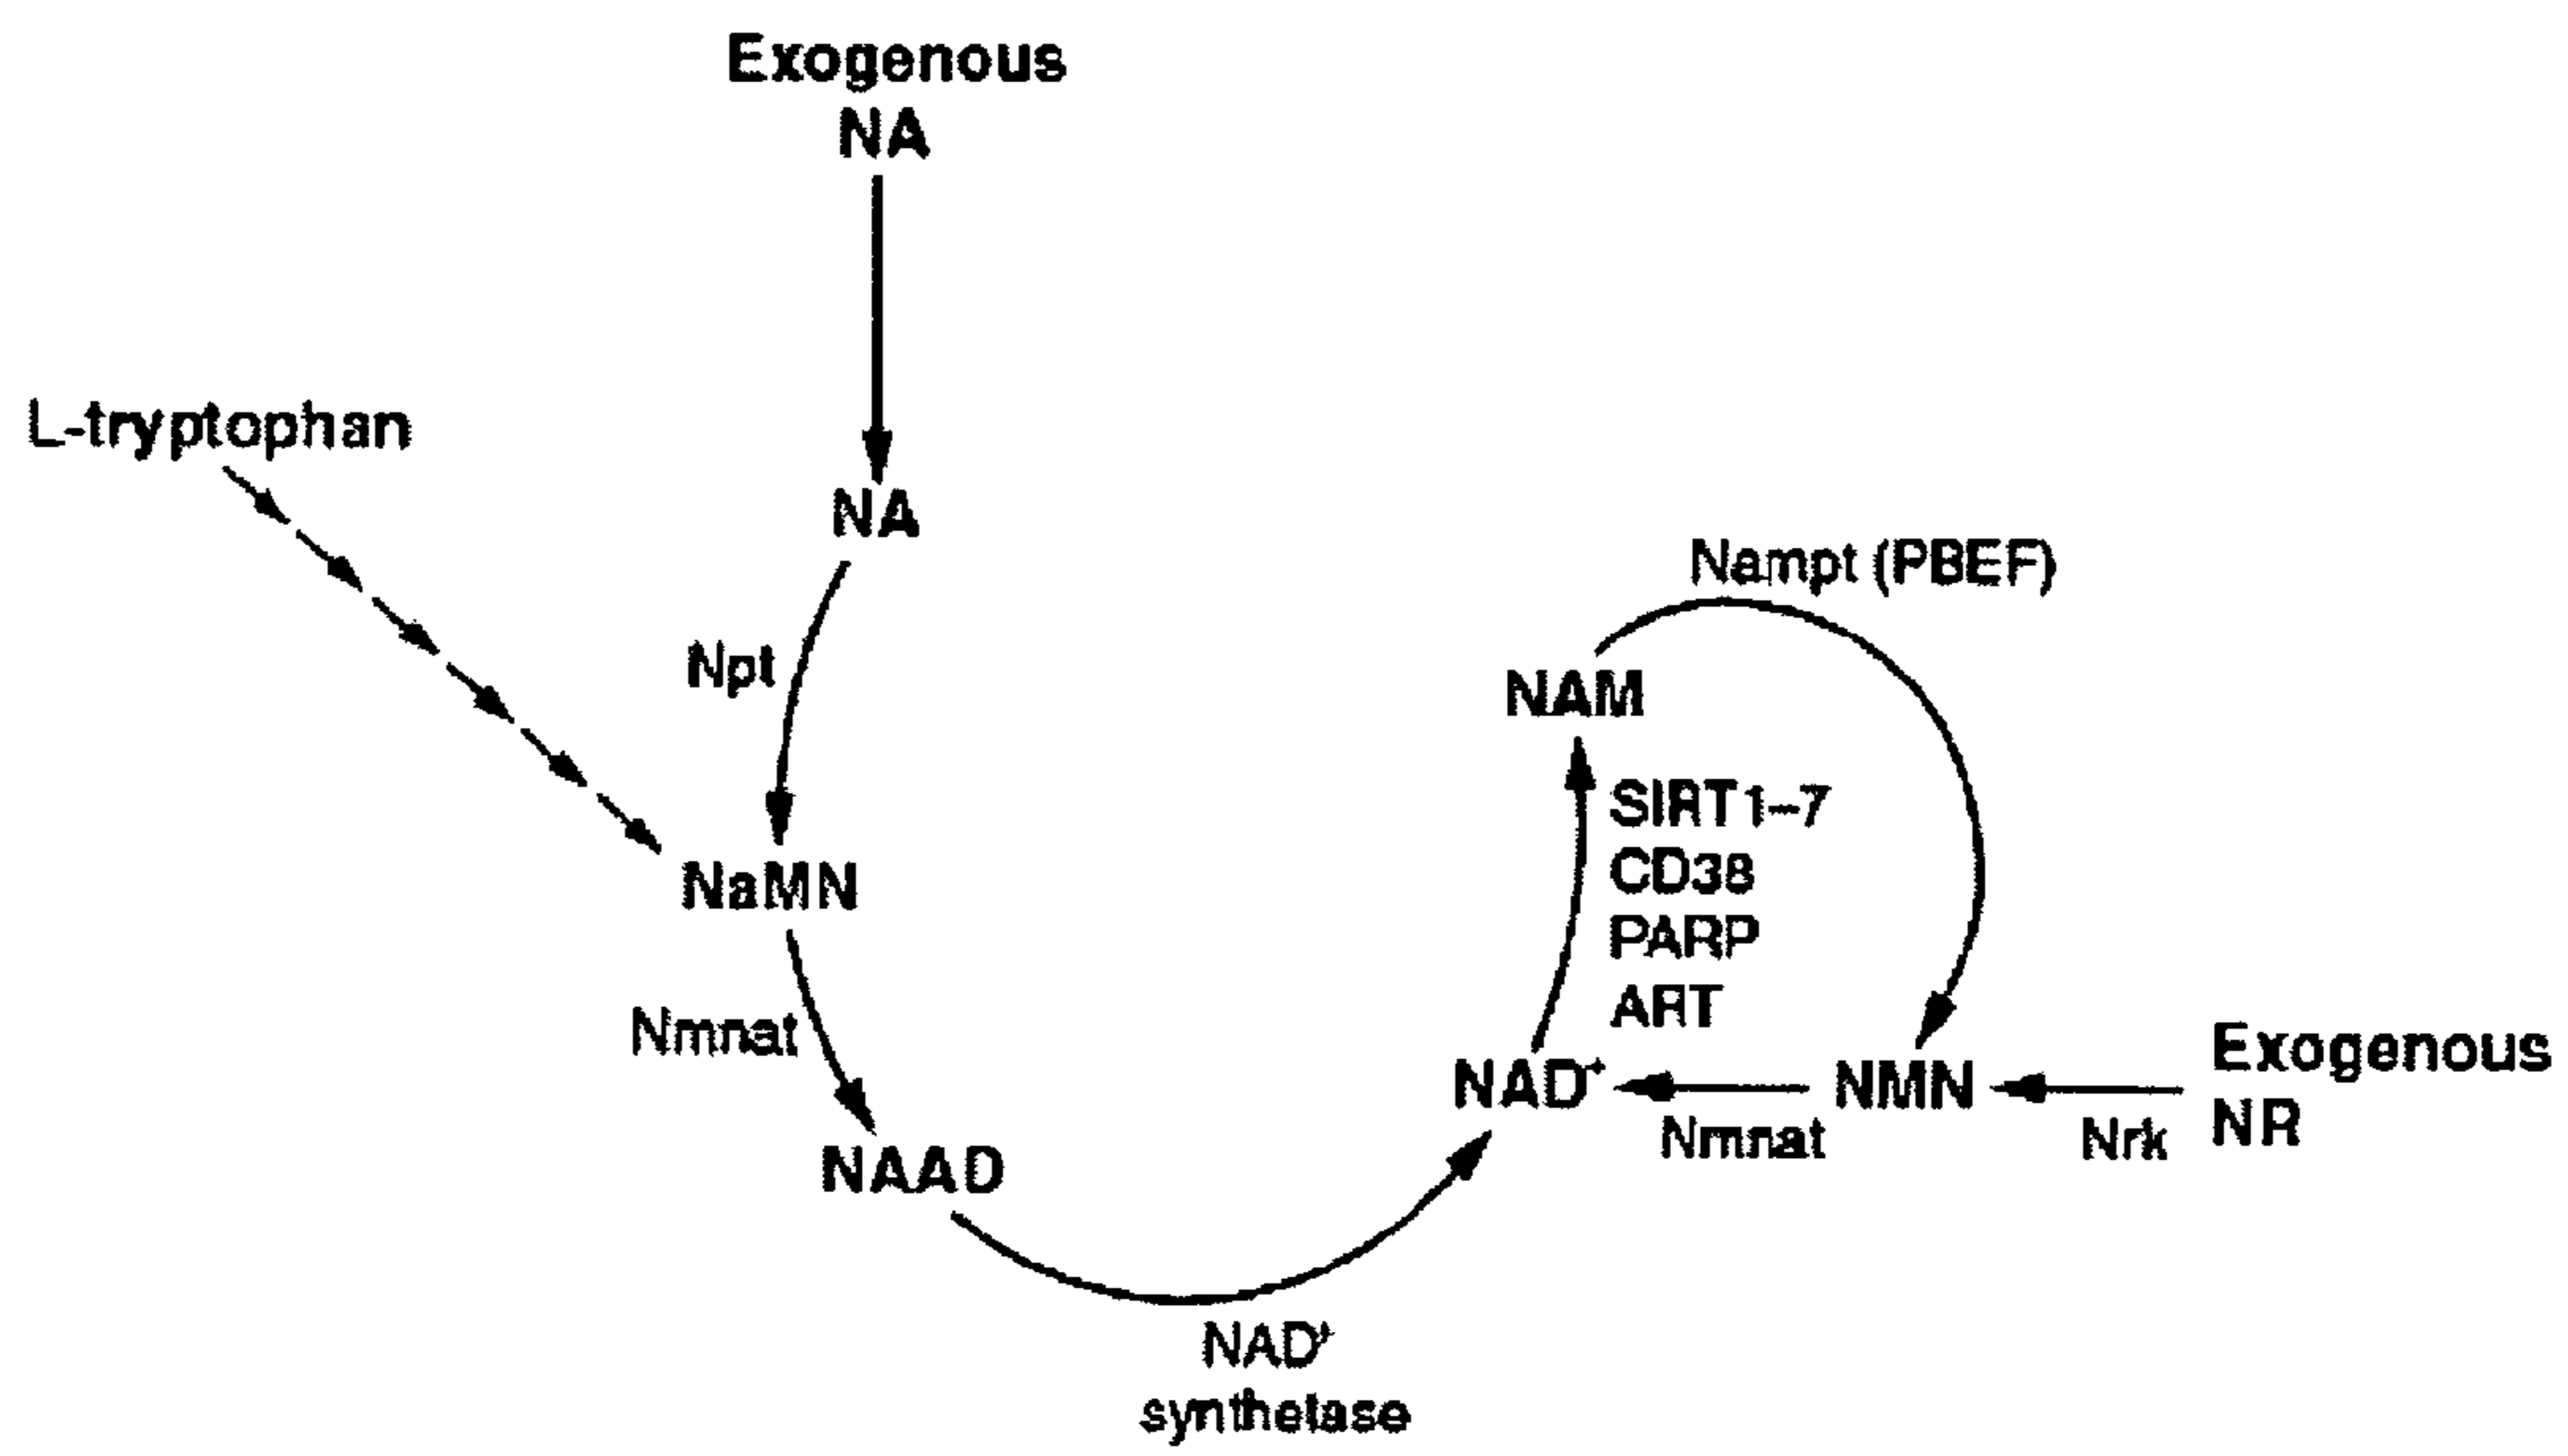 Exogenous
NA
L-tryptophan
NA
Nampt (PBEF)
Npt
NAM
SIRT1–7
CD38
PARP
ART
NaMN
Nmnat
NAD+
NMN
Exogenous
NR
Nmnat
Nrk
NAAD
NAD+
synthetase